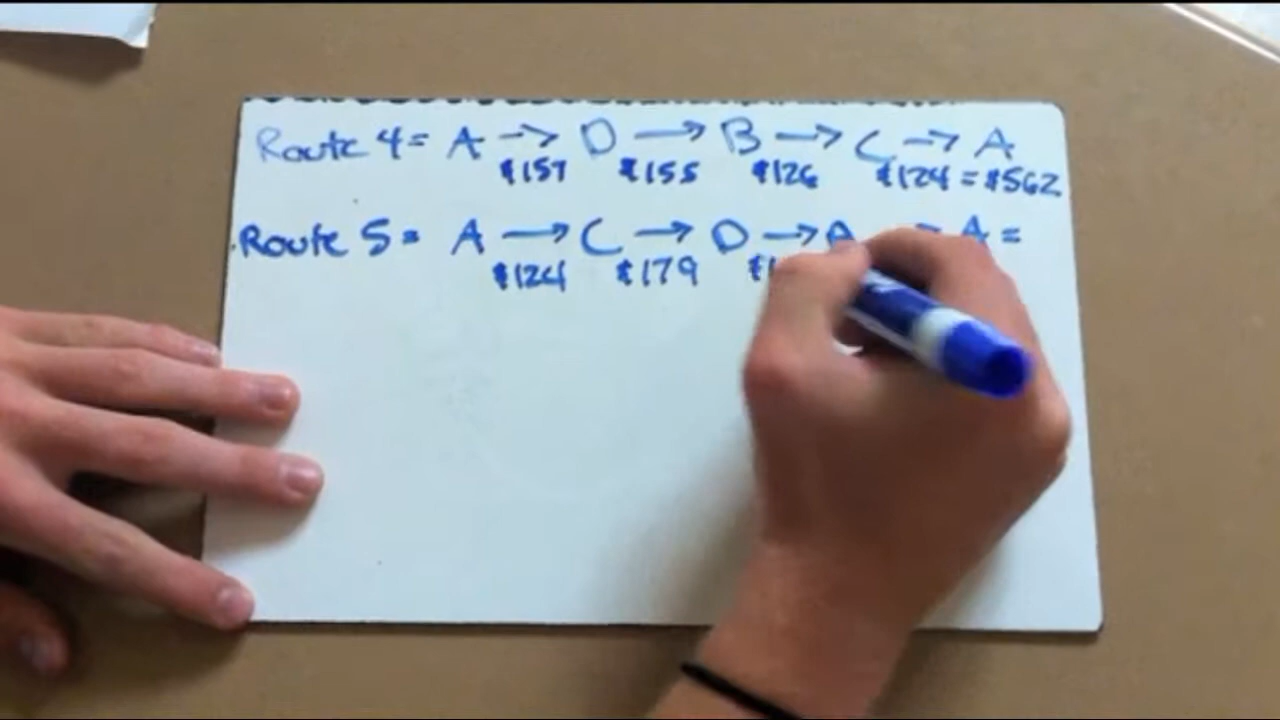 Route 4 = A → D → B → C → A
$157 $155 $126 $124 = $562
Route 5 = A → C → D → A =
$124 $179